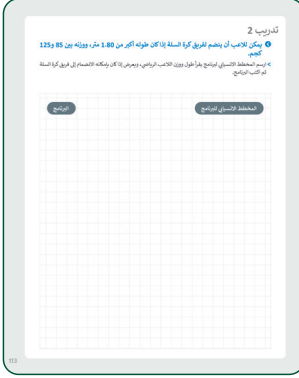 تدريب 2
يمكن للاعب أن ينضم لفريق كرة السلة إذا كان طوله أكبر من 1.80 متر، ووزنه بين 85 و125
كجم.
> ارسم المخطط الانسيابي لبرنامج يقرأ طول ووزن اللاعب الرياضي، ويعرض إذا كان بإمكانه الانضمام إلى فريق كرة السلة
ثم اكتب البرنامج.
المخطط الانسيابي للبرنامج
البرنامج
113